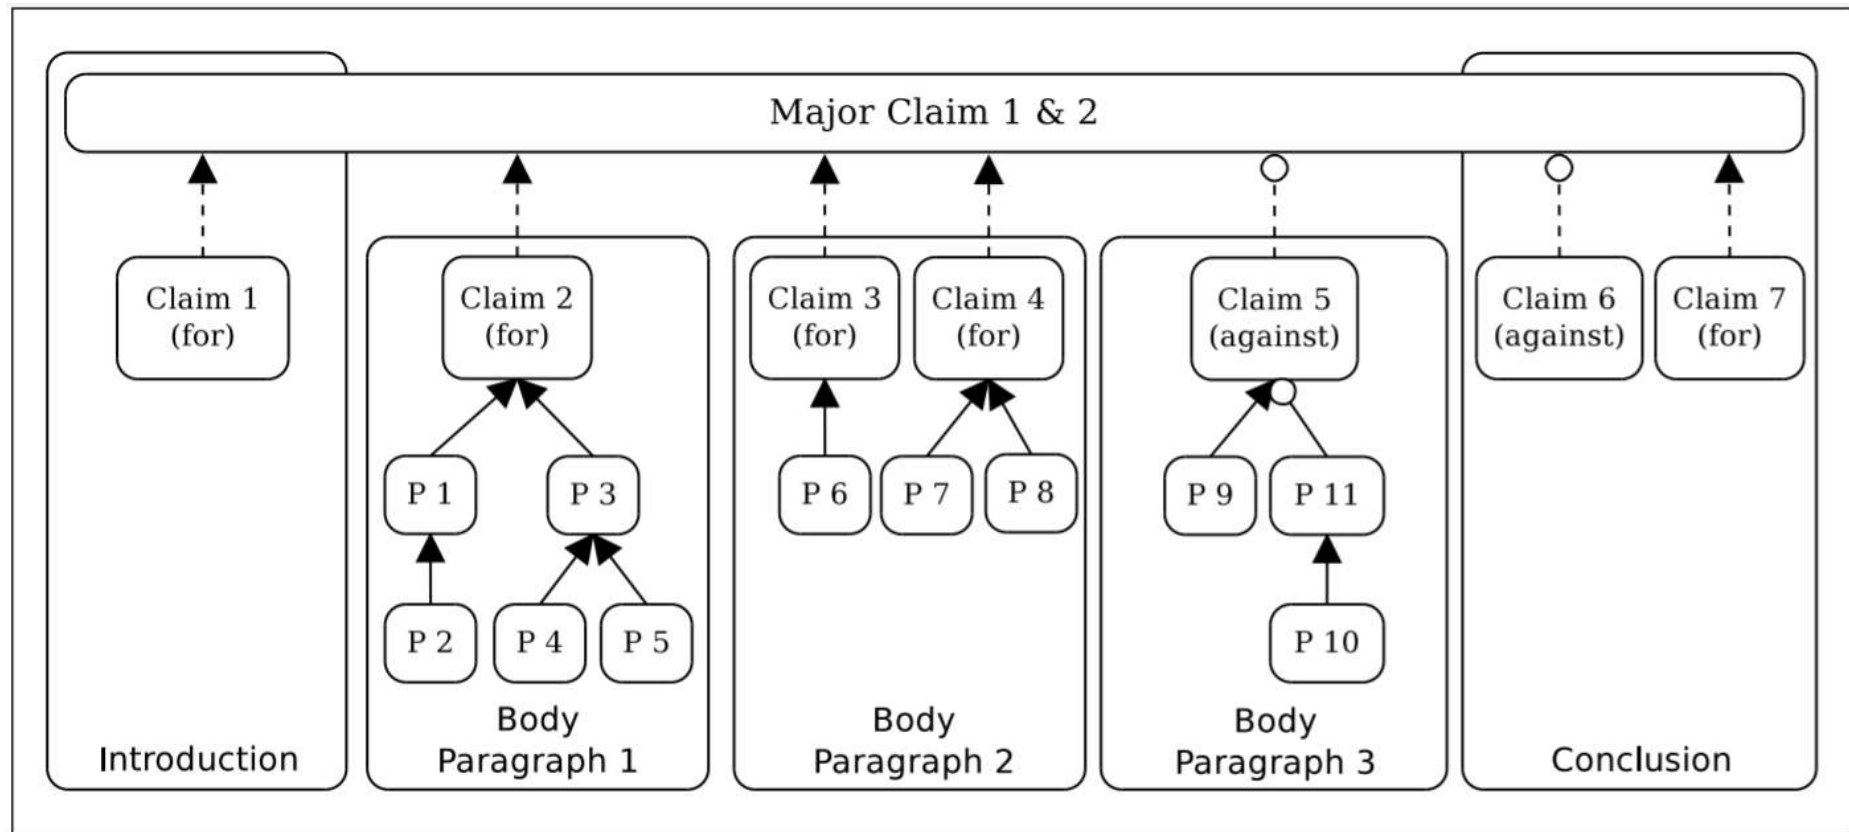 Major Claim 1 & 2
Claim 1
(for)
Claim 2
(for)
Claim 3
(for)
Claim 4
(for)
Claim 5
(against)
Claim 6
(against)
Claim 7
(for)
P 1
P 3
P 6
P 7
P 8
P 9
P 11
P 2
P 4
P 5
P 10
Introduction
Body
Paragraph 1
Body
Paragraph 2
Body
Paragraph 3
Conclusion